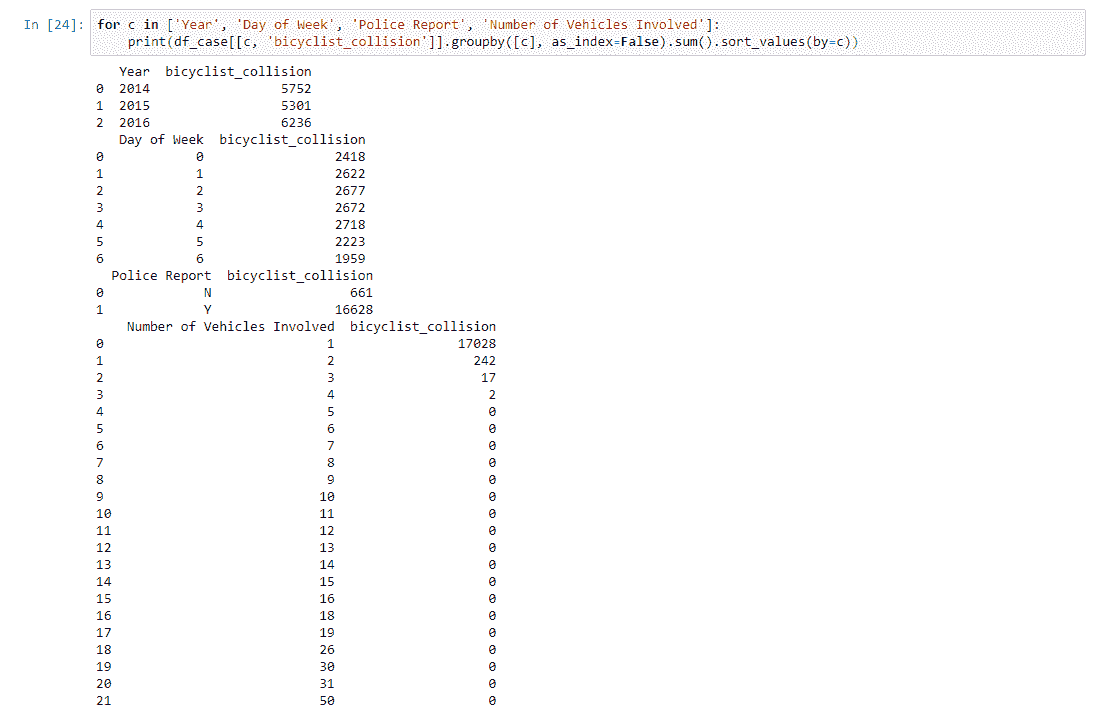 In [24]: for c in ['Year', 'Day of Week', 'Police Report', 'Number of Vehicles Involved']:
print(df_case[[c, 'bicyclist_collision']].groupby([c], as_index=False).sum().sort_values(by=c))
Year bicyclist_collision
0 2014 5752
1 2015 5301
2 2016 6236
Day of Week bicyclist_collision
0 0 2418
1 1 2622
2 2 2677
3 3 2672
4 4 2718
5 5 2223
6 6 1959
Police Report bicyclist_collision
0 N 661
1 Y 16628
Number of Vehicles Involved bicyclist_collision
0 1 17028
1 2 242
2 3 17
3 4 2
4 5 0
5 6 0
6 7 0
7 8 0
8 9 0
9 10 0
10 11 0
11 12 0
12 13 0
13 14 0
14 15 0
15 16 0
16 18 0
17 19 0
18 26 0
19 30 0
20 31 0
21 50 0